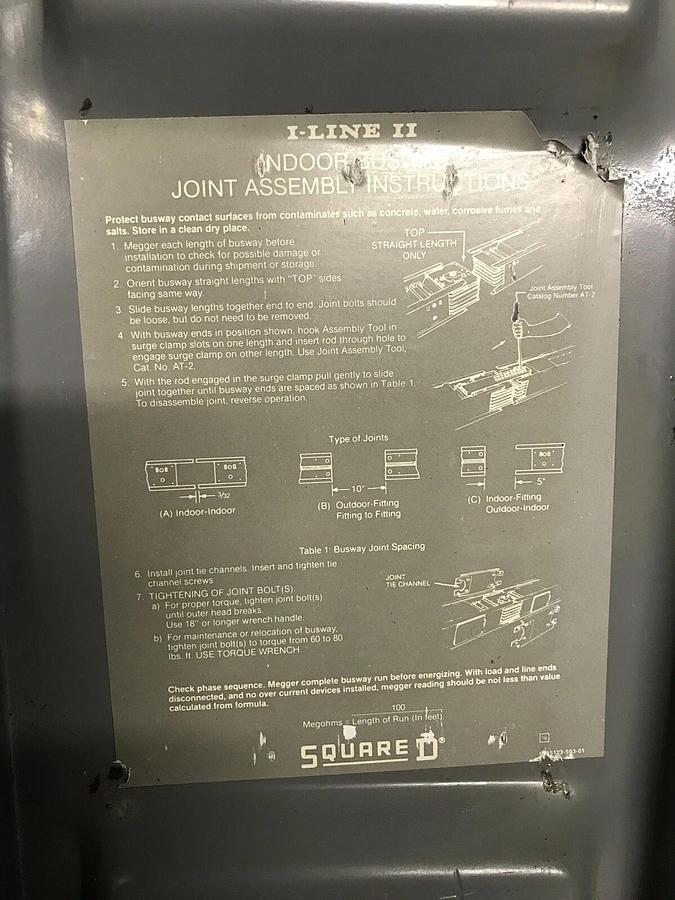 I-LINE II
INDOOR
JOINT ASSEMBLY INSTRUCTIONS
Protect busway contact surfaces from contaminates such as concrete, water, corrosive fumes and
salts. Store in a clean dry place.
1. Megger each length of busway before
installation to check for possible damage or
contamination during shipment or storage.
2. Orient busway straight lengths with "TOP" sides
facing same way.
3. Slide busway lengths together end to end. Joint bolts should
be loose, but do not need to be removed.
4. With busway ends in position shown, hook Assembly Tool in
surge clamp slots on one length and insert rod through hole to
engage surge clamp on other length. Use Joint Assembly Tool,
Cat. No. AT-2.
5. With the rod engaged in the surge clamp pull gently to slide
joint together until busway ends are spaced as shown in Table 1.
To disassemble joint, reverse operation.
TOP
STRAIGHT LENGTH
ONLY
Joint Assembly Tool
Catalog Number AT-2
Type of Joints
3/32
10"
5"
(A) Indoor-Indoor
(B) Outdoor-Fitting
Fitting to Fitting
(C) Indoor-Fitting
Outdoor-Indoor
Table 1: Busway Joint Spacing
6. Install joint tie channels. Insert and tighten tie
channel screws
7. TIGHTENING OF JOINT BOLT(S)
a) For proper torque, tighten joint bolt(s)
until outer head breaks.
Use 18" or longer wrench handle.
b) For maintenance or relocation of busway,
tighten joint bolt(s) to torque from 60 to 80
lbs. ft. USE TORQUE WRENCH.
JOINT
TIE CHANNEL
Check phase sequence. Megger complete busway run before energizing. With load and line ends
disconnected, and no over current devices installed, megger reading should be not less than value
calculated from formula.
100
Megohms = Length of Run (In feet)
SQUARE D®